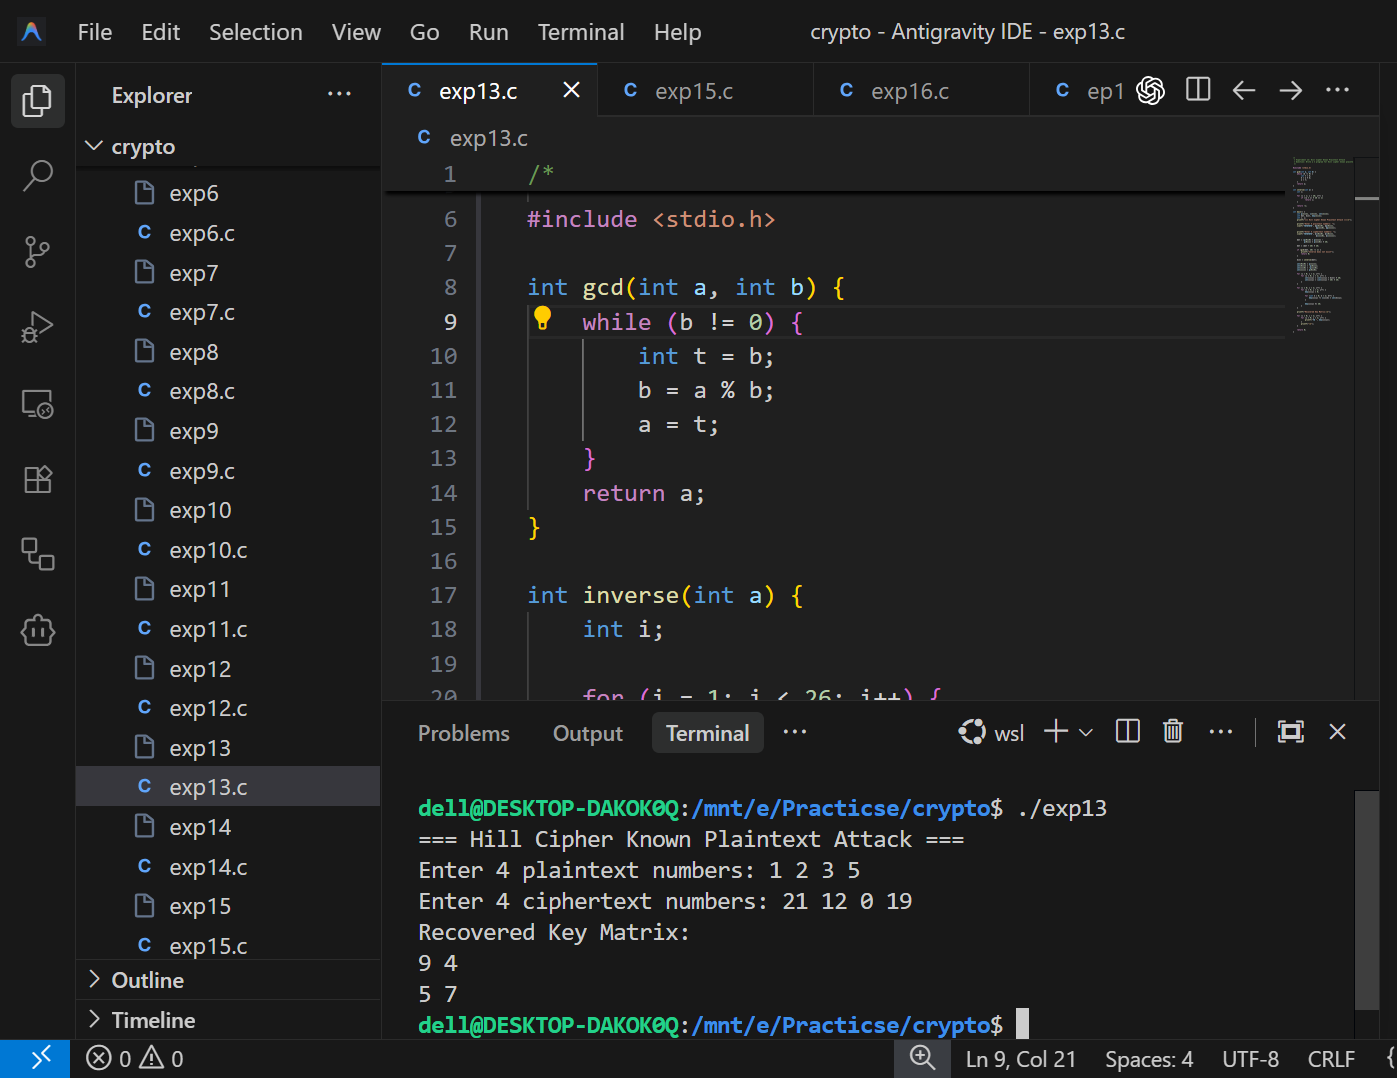 File Edit Selection View Go Run Terminal Help crypto - Antigravity IDE - exp13.c
Explorer ...
crypto
exp6
C exp6.c
exp7
C exp7.c
exp8
C exp8.c
exp9
C exp9.c
exp10
C exp10.c
exp11
C exp11.c
exp12
C exp12.c
exp13
C exp13.c
exp14
C exp14.c
exp15
C exp15.c
Outline
Timeline
C exp13.c C exp15.c C exp16.c C ep1
C exp13.c
1 /*
6 #include <stdio.h>
7
8 int gcd(int a, int b) {
9 while (b != 0) {
10 int t = b;
11 b = a % b;
12 a = t;
13 }
14 return a;
15 }
16
17 int inverse(int a) {
18 int i;
19
20 for (i = 1; i < 26; i++) {
Problems Output Terminal ... wsl
dell@DESKTOP-DAKOK0Q:/mnt/e/Practicse/crypto$ ./exp13
=== Hill Cipher Known Plaintext Attack ===
Enter 4 plaintext numbers: 1 2 3 5
Enter 4 ciphertext numbers: 21 12 0 19
Recovered Key Matrix:
9 4
5 7
dell@DESKTOP-DAKOK0Q:/mnt/e/Practicse/crypto$
0 0 Ln 9, Col 21 Spaces: 4 UTF-8 CRLF {